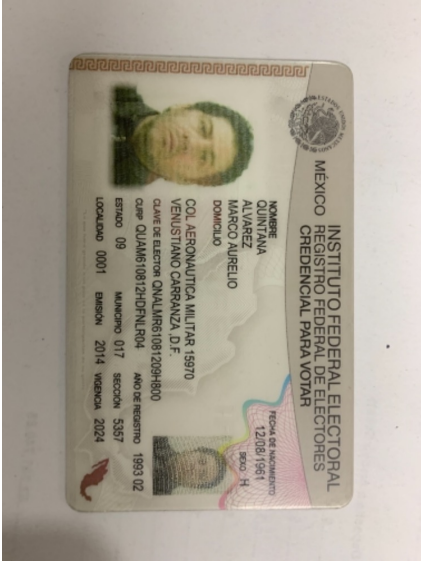 INSTITUTO FEDERAL ELECTORAL
REGISTRO FEDERAL DE ELECTORES
CREDENCIAL PARA VOTAR
MÉXICO
NOMBRE
QUINTANA
ALVAREZ
MARCO AURELIO
FECHA DE NACIMIENTO
12/08/1961
SEXO H
DOMICILIO
COL AERONAUTICA MILITAR 15970
VENUSTIANO CARRANZA ,D.F.
CLAVE DE ELECTOR QNALMR61081209H800
CURP QUAM610812HDFNLR04 AÑO DE REGISTRO 1993 02
ESTADO 09 MUNICIPIO 017 SECCIÓN 5357
LOCALIDAD 0001 EMISIÓN 2014 VIGENCIA 2024